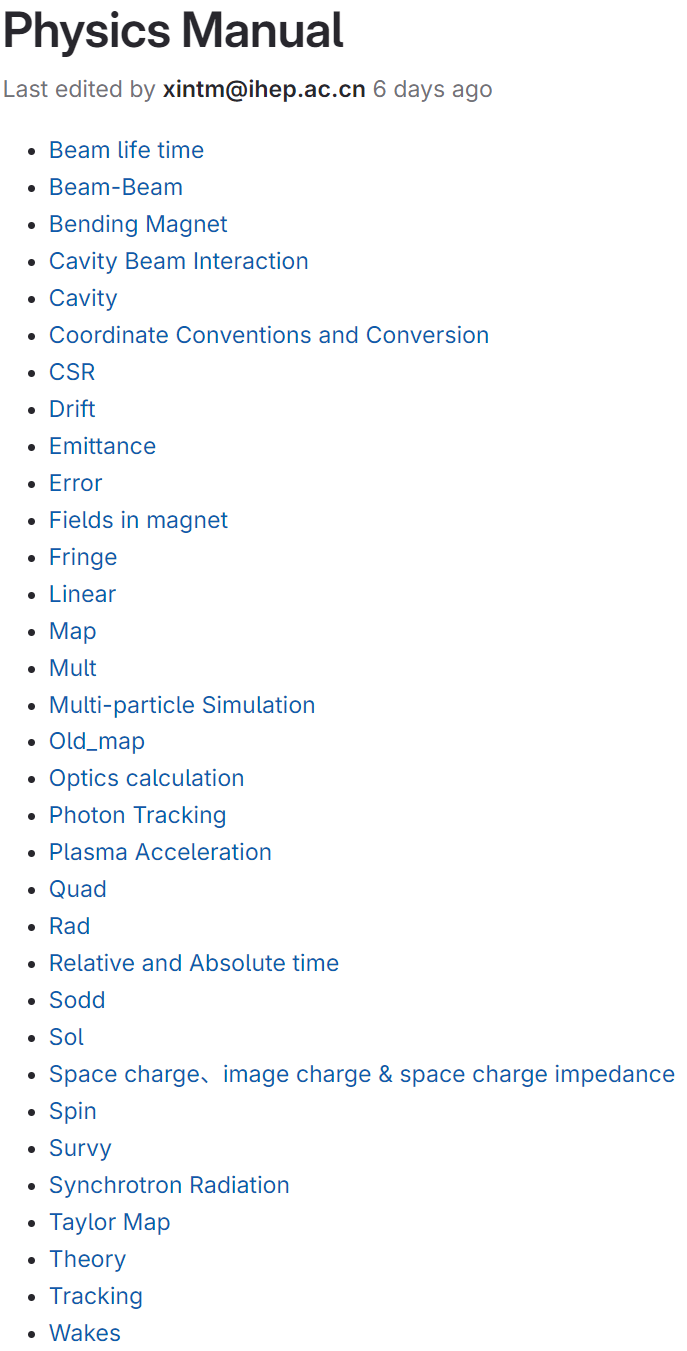 Physics Manual
Last edited by xintm@ihep.ac.cn 6 days ago
Beam life time
Beam-Beam
Bending Magnet
Cavity Beam Interaction
Cavity
Coordinate Conventions and Conversion
CSR
Drift
Emittance
Error
Fields in magnet
Fringe
Linear
Map
Mult
Multi-particle Simulation
Old_map
Optics calculation
Photon Tracking
Plasma Acceleration
Quad
Rad
Relative and Absolute time
Sodd
Sol
Space charge、image charge & space charge impedance
Spin
Survy
Synchrotron Radiation
Taylor Map
Theory
Tracking
Wakes